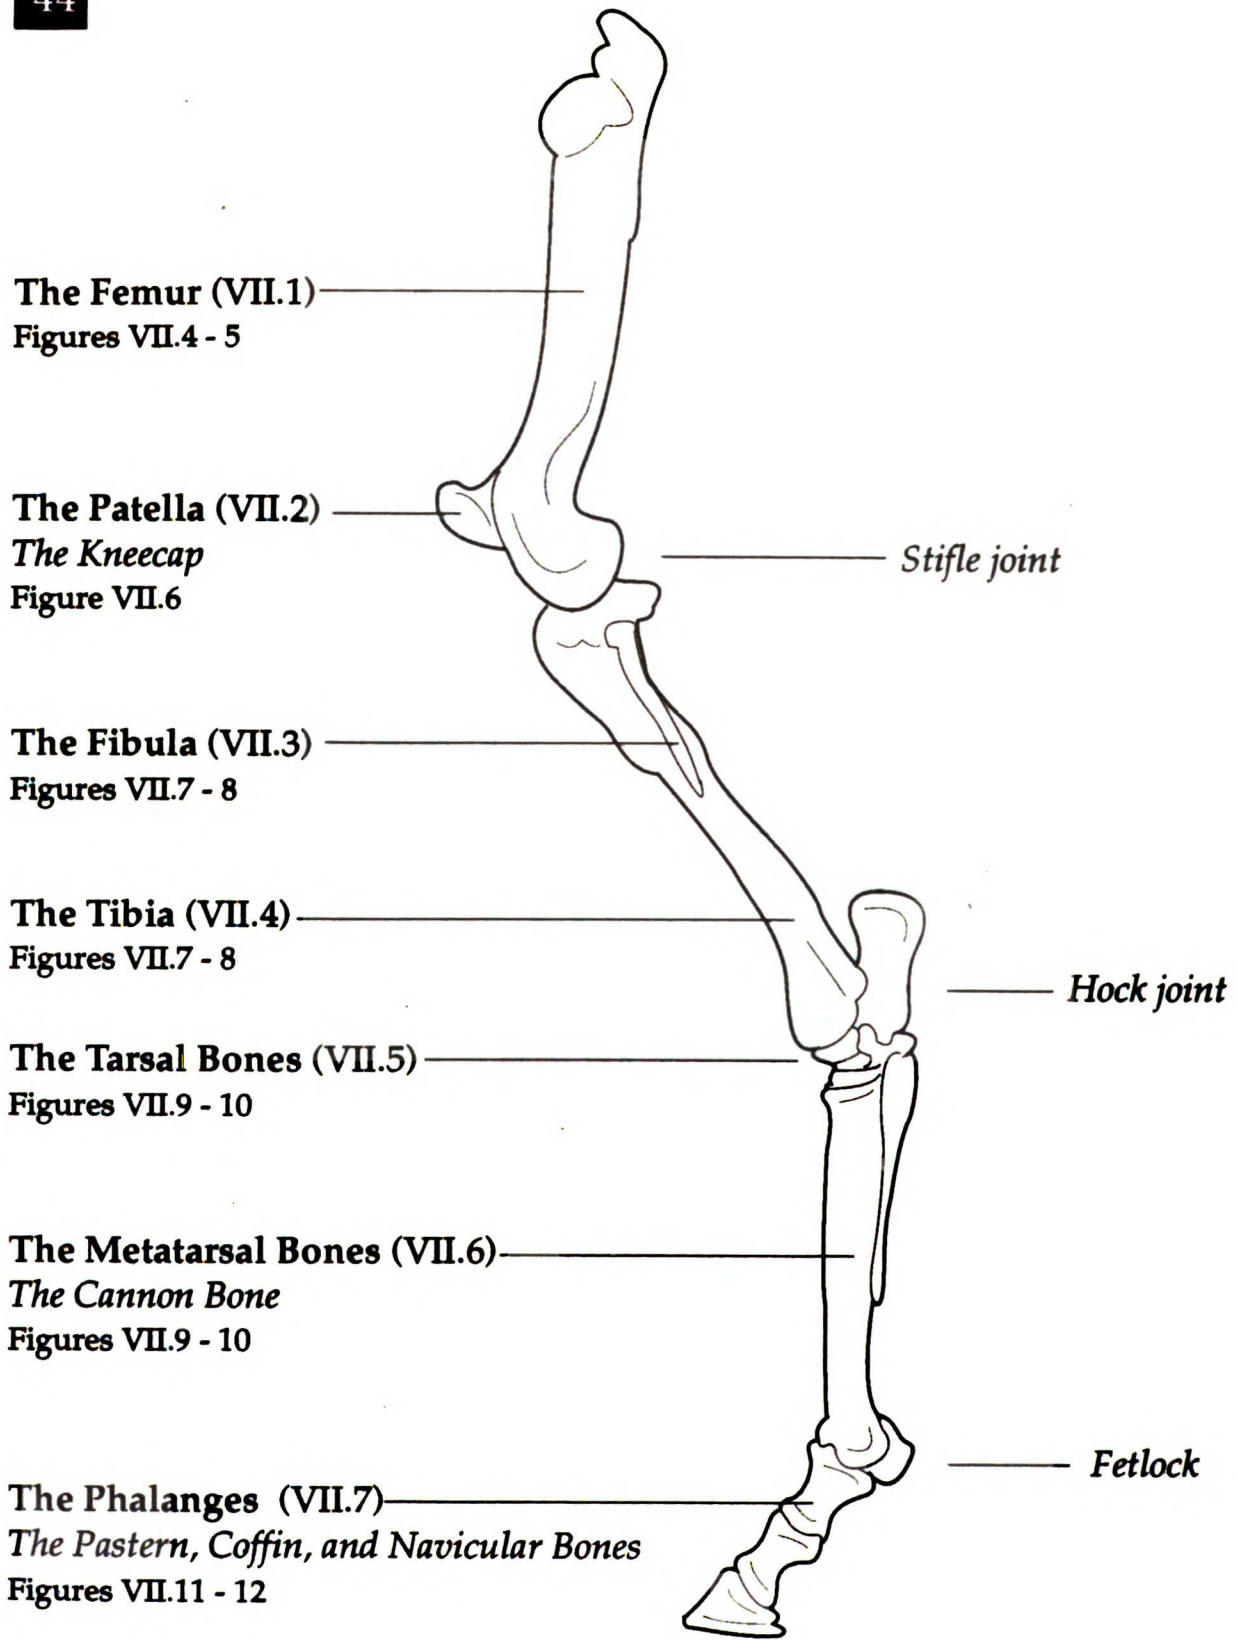 44
The Femur (VII.1)
Figures VII.4 - 5
The Patella (VII.2)
The Kneecap
Figure VII.6
Stifle joint
The Fibula (VII.3)
Figures VII.7 - 8
The Tibia (VII.4)
Figures VII.7 - 8
Hock joint
The Tarsal Bones (VII.5)
Figures VII.9 - 10
The Metatarsal Bones (VII.6)
The Cannon Bone
Figures VII.9 - 10
Fetlock
The Phalanges (VII.7)
The Pastern, Coffin, and Navicular Bones
Figures VII.11 - 12